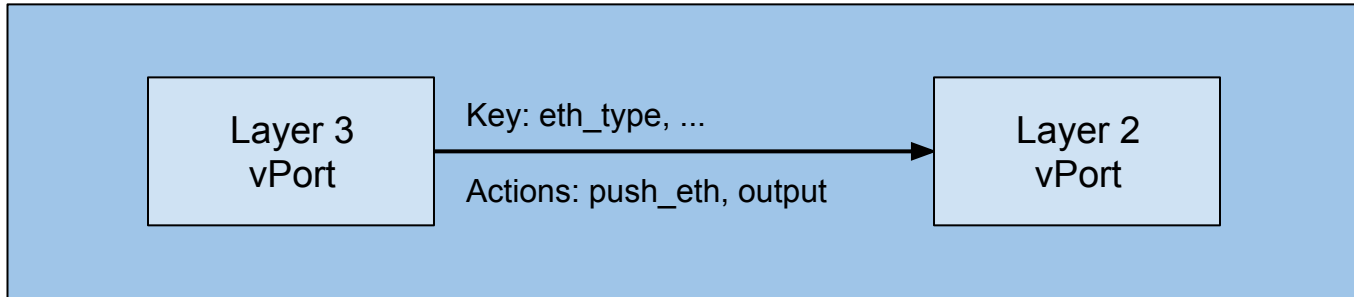 Layer 3
vPort
Key: eth_type, ...
Actions: push_eth, output
Layer 2
vPort